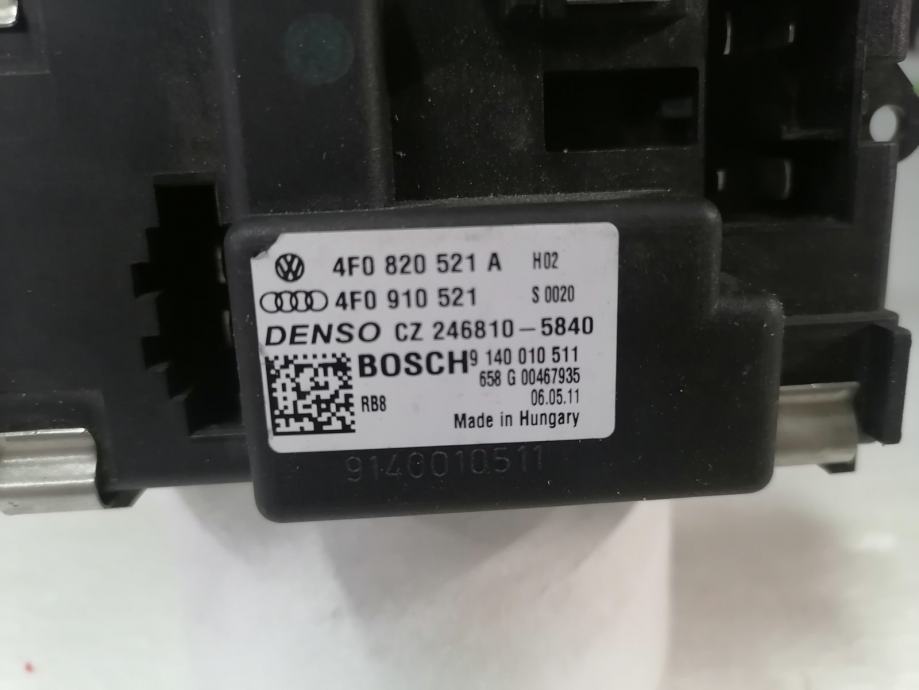 4F0 820 521 A H02
4F0 910 521 S 0020
DENSO CZ 246810-5840
BOSCH 9 140 010 511
658 G 00467935
RB8 06.05.11
Made in Hungary
9140010511